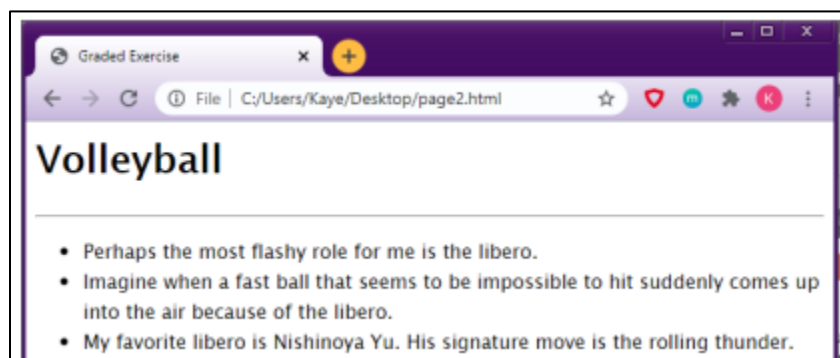 Graded Exercise
File | C:/Users/Kaye/Desktop/page2.html
K
Volleyball
• Perhaps the most flashy role for me is the libero.
• Imagine when a fast ball that seems to be impossible to hit suddenly comes up
into the air because of the libero.
• My favorite libero is Nishinoya Yu. His signature move is the rolling thunder.